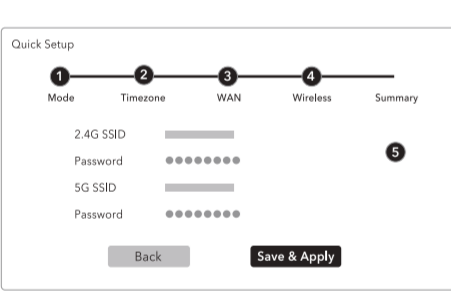 Quick Setup
1 2 3 4
Mode Timezone WAN Wireless Summary
2.4G SSID
Password
5
5G SSID
Password
Back Save & Apply